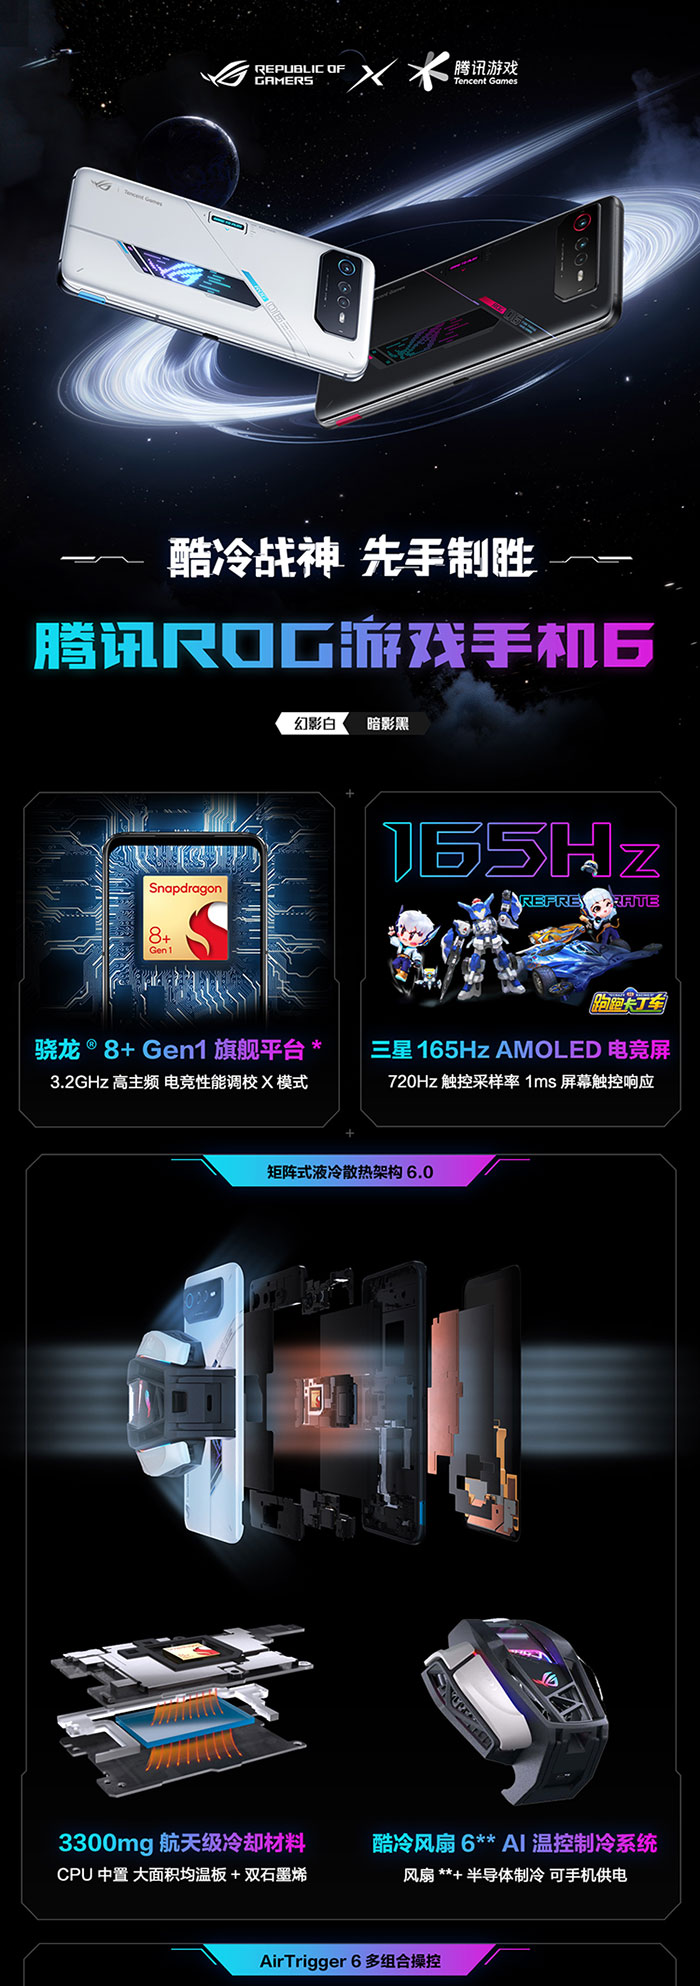 REPUBLIC OF
GAMERS
腾讯游戏
Tencent Games
Tencent Games
酷冷战神 先手制胜
腾讯ROG游戏手机6
幻影白 暗影黑
Snapdragon
8+
Gen 1
骁龙® 8+ Gen1 旗舰平台*
3.2GHz 高主频 电竞性能调校 X 模式
165Hz
跑跑卡丁车
三星 165Hz AMOLED 电竞屏
720Hz 触控采样率 1ms 屏幕触控响应
矩阵式液冷散热架构 6.0
3300mg 航天级冷却材料
CPU 中置 大面积均温板 + 双石墨烯
酷冷风扇 6** AI 温控制冷系统
风扇 **+ 半导体制冷 可手机供电
AirTrigger 6 多组合操控